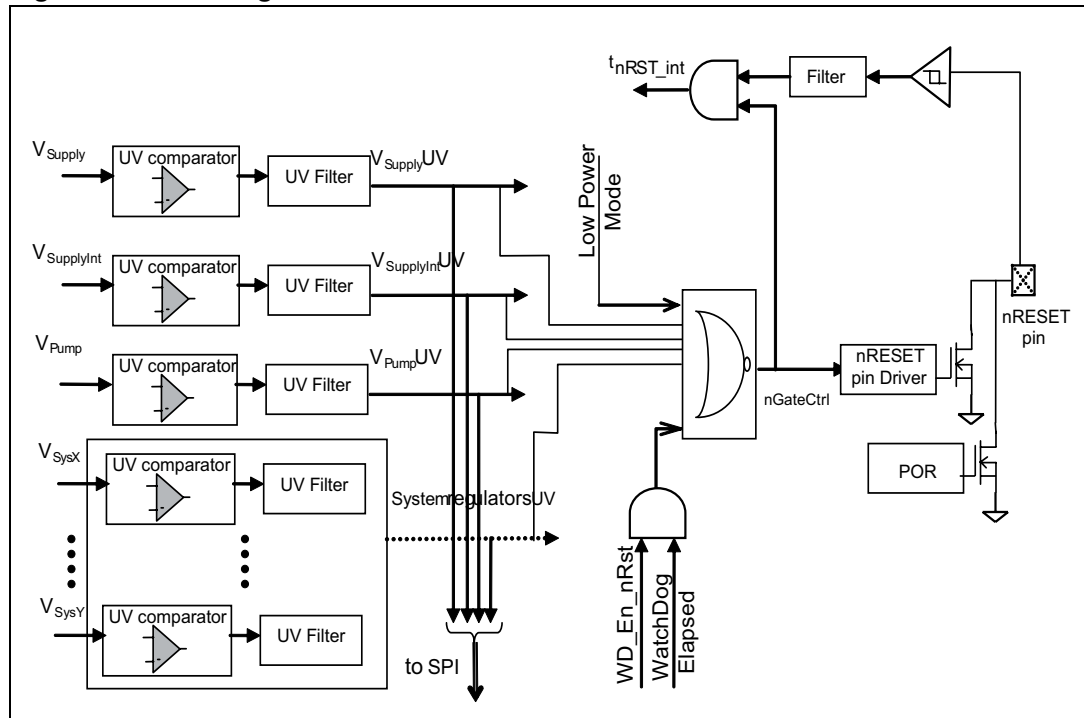 tnRST_int
Filter
VSupply
UV comparator
UV Filter
VSupplyUV
Low Power
Mode
VSupplyInt
UV comparator
UV Filter
VSupplyIntUV
nRESET
pin
VPump
UV comparator
UV Filter
VPumpUV
nRESET
pin Driver
nGateCtrl
VSysX
UV comparator
UV Filter
SystemregulatorsUV
POR
VSysY
UV comparator
UV Filter
WD_En_nRst
WatchDog
Elapsed
to SPI